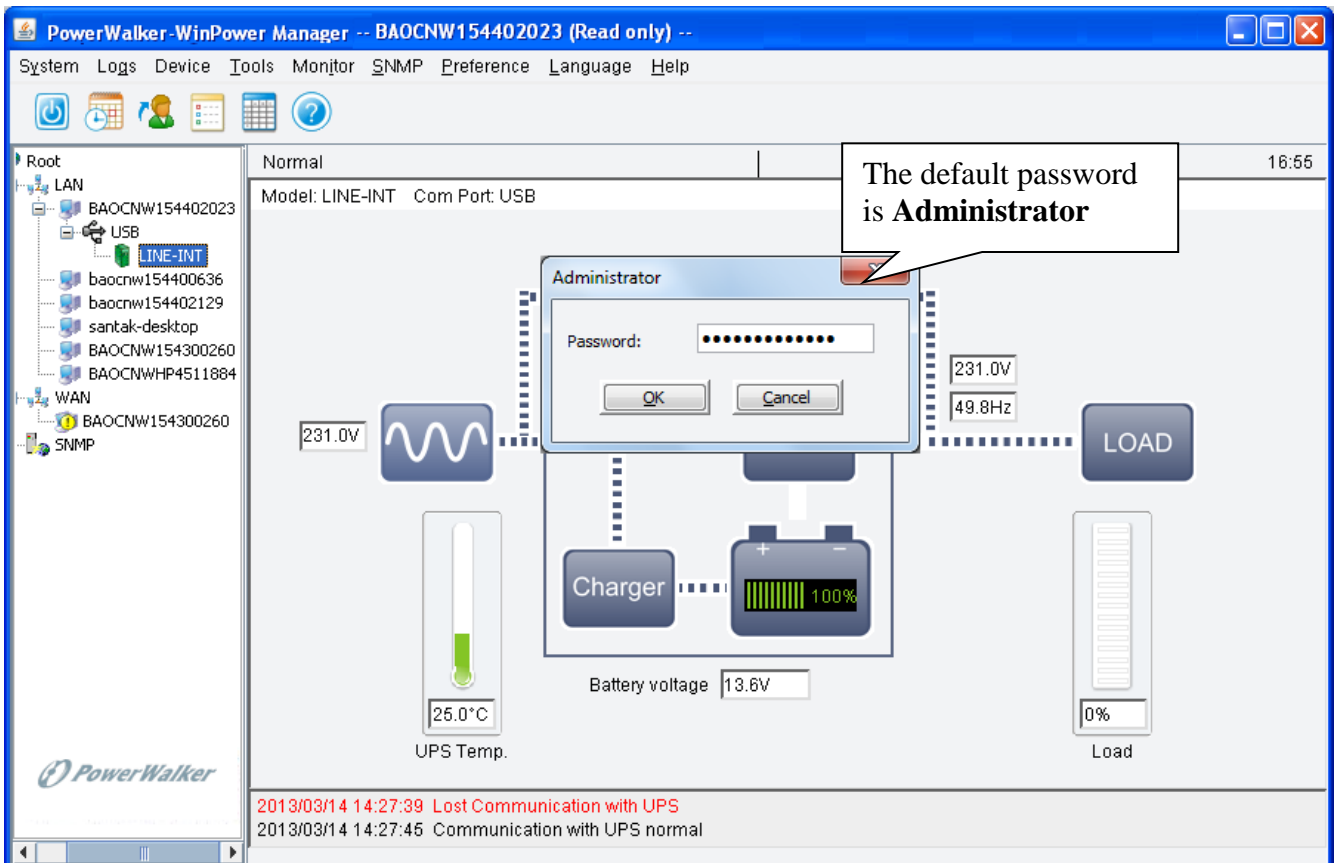 PowerWalker-WinPower Manager -- BAOCNW154402023 (Read only) --
System Logs Device Tools Monitor SNMP Preference Language Help
Root
LAN
BAOCNW154402023
USB
LINE-INT
baocnw154400636
baocnw154402129
santak-desktop
BAOCNW154300260
BAOCNWHP4511884
WAN
BAOCNW154300260
SNMP
PowerWalker
Normal
16:55
Model: LINE-INT Com Port: USB
The default password
is Administrator
Administrator
Password: •••••••••••••
OK Cancel
231.0V
231.0V
49.8Hz
LOAD
Charger
+ −
100%
Battery voltage 13.6V
25.0°C
UPS Temp.
0%
Load
2013/03/14 14:27:39 Lost Communication with UPS
2013/03/14 14:27:45 Communication with UPS normal